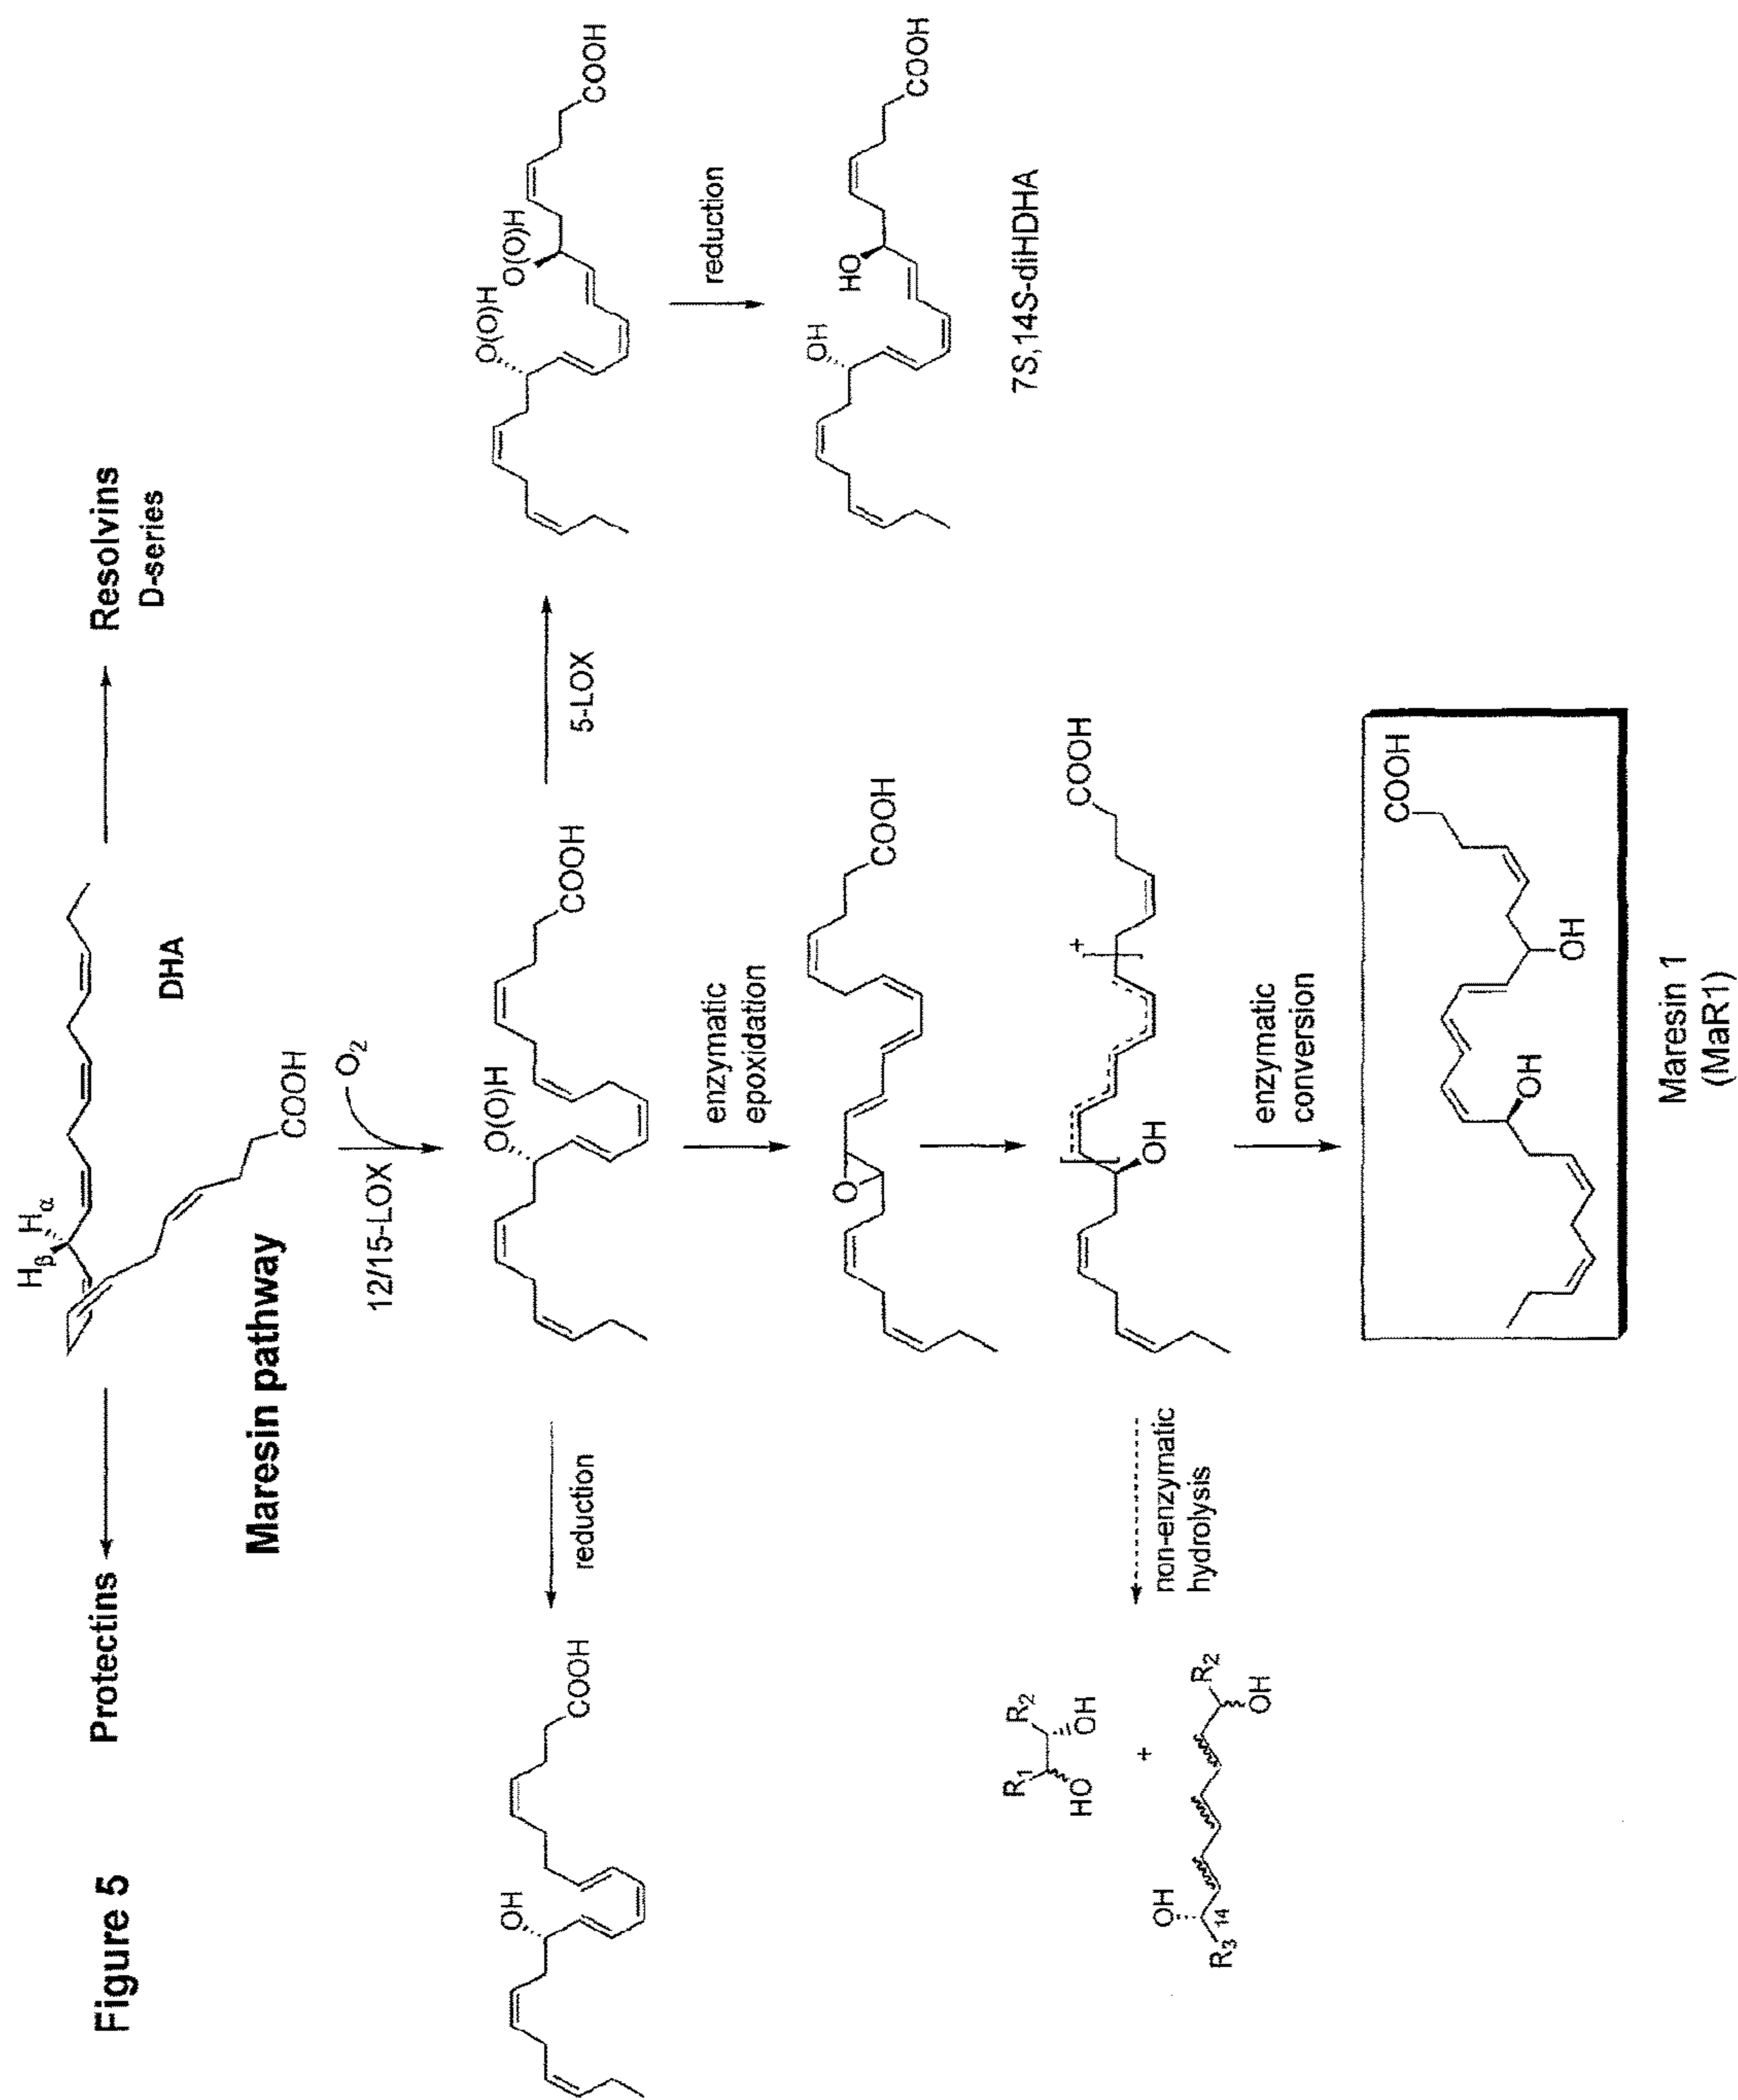 Figure 5
Protectins
DHA
Resolvins
D-series
Hβ
Hα
COOH
Maresin pathway
12/15-LOX
O2
O(O)H
COOH
reduction
OH
COOH
5-LOX
O(O)H
O(O)H
COOH
reduction
OH
HO
COOH
7S,14S-diHDHA
enzymatic
epoxidation
O
COOH
OH
+
COOH
non-enzymatic
hydrolysis
R1
R2
HO
OH
+
OH
R3
14
R2
OH
enzymatic
conversion
OH
OH
COOH
Maresin 1
(MaR1)